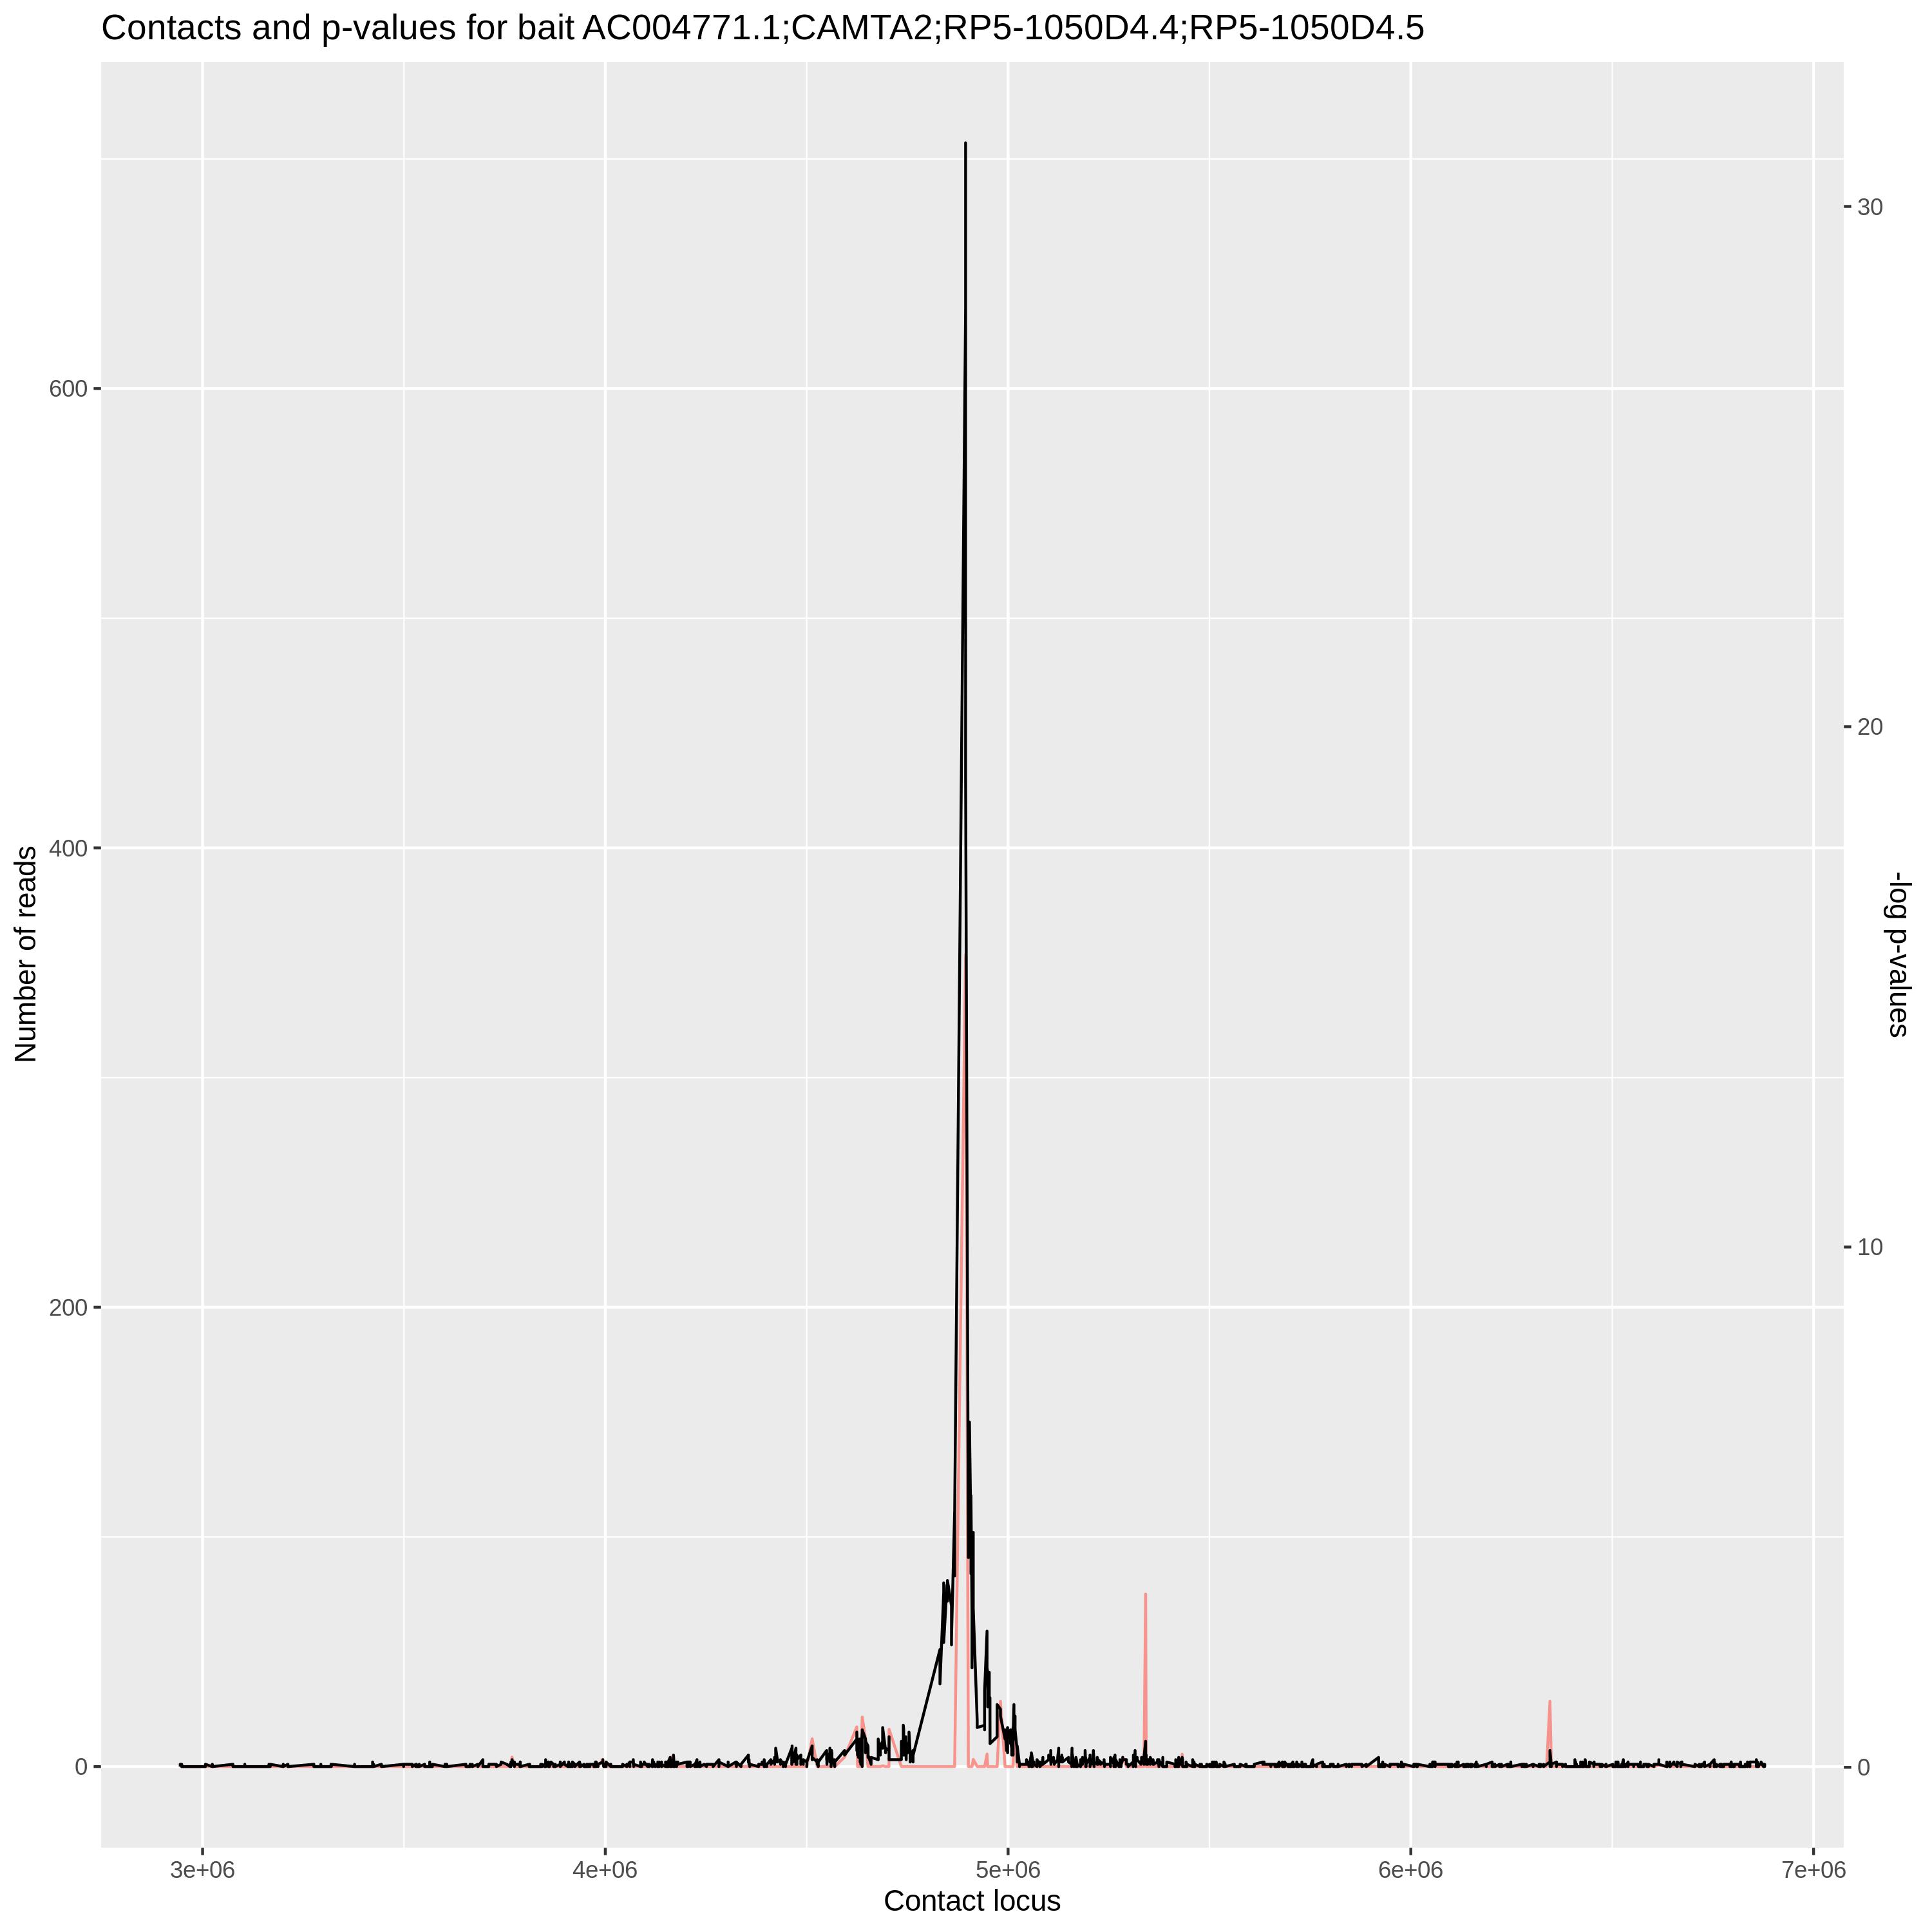 Contacts and p-values for bait AC004771.1;CAMTA2;RP5-1050D4.4;RP5-1050D4.5
600
400
200
0
Number of reads
30
20
10
0
-log p-values
3e+06 4e+06 5e+06 6e+06 7e+06
Contact locus